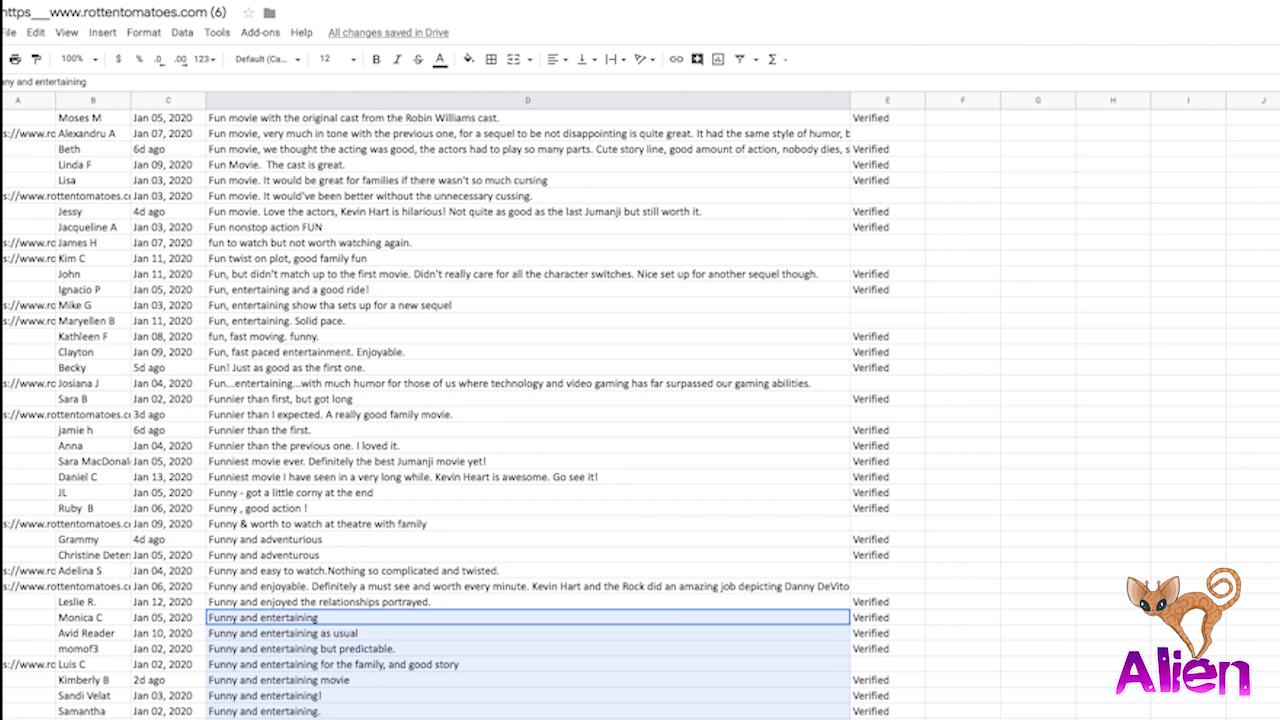 https___www.rottentomatoes.com (6)
File Edit View Insert Format Data Tools Add-ons Help All changes saved in Drive
100% $ % .0 .00 123 Default (Ca... 12 B I S A
ny and entertaining
A B C D E F G H I J
Moses M Jan 05, 2020 Fun movie with the original cast from the Robin Williams cast. Verified
s://www.ro Alexandru A Jan 07, 2020 Fun movie, very much in tone with the previous one, for a sequel to be not disappointing is quite great. It had the same style of humor, b
Beth 6d ago Fun movie, we thought the acting was good, the actors had to play so many parts. Cute story line, good amount of action, nobody dies, s Verified
Linda F Jan 09, 2020 Fun Movie. The cast is great. Verified
Lisa Jan 03, 2020 Fun movie. It would be great for families if there wasn't so much cursing Verified
s://www.rottentomatoes.c Jan 03, 2020 Fun movie. It would've been better without the unnecessary cussing.
Jessy 4d ago Fun movie. Love the actors, Kevin Hart is hilarious! Not quite as good as the last Jumanji but still worth it. Verified
Jacqueline A Jan 03, 2020 Fun nonstop action FUN Verified
s://www.ro James H Jan 07, 2020 fun to watch but not worth watching again.
s://www.ro Kim C Jan 11, 2020 Fun twist on plot, good family fun
John Jan 11, 2020 Fun, but didn't match up to the first movie. Didn't really care for all the character switches. Nice set up for another sequel though. Verified
Ignacio P Jan 05, 2020 Fun, entertaining and a good ride! Verified
s://www.ro Mike G Jan 03, 2020 Fun, entertaining show tha sets up for a new sequel
s://www.ro Maryellen B Jan 11, 2020 Fun, entertaining. Solid pace.
Kathleen F Jan 08, 2020 fun, fast moving. funny. Verified
Clayton Jan 09, 2020 Fun, fast paced entertainment. Enjoyable. Verified
Becky 5d ago Fun! Just as good as the first one. Verified
s://www.ro Josiana J Jan 04, 2020 Fun...entertaining...with much humor for those of us where technology and video gaming has far surpassed our gaming abilities.
Sara B Jan 02, 2020 Funnier than first, but got long Verified
s://www.rottentomatoes.c 3d ago Funnier than I expected. A really good family movie.
jamie h 6d ago Funnier than the first. Verified
Anna Jan 04, 2020 Funnier than the previous one. I loved it. Verified
Sara MacDonal Jan 05, 2020 Funniest movie ever. Definitely the best Jumanji movie yet! Verified
Daniel C Jan 13, 2020 Funniest movie I have seen in a very long while. Kevin Heart is awesome. Go see it! Verified
JL Jan 05, 2020 Funny - got a little corny at the end Verified
Ruby B Jan 06, 2020 Funny , good action ! Verified
s://www.rottentomatoes.c Jan 09, 2020 Funny & worth to watch at theatre with family
Grammy 4d ago Funny and adventurious Verified
Christine Deter Jan 05, 2020 Funny and adventurous Verified
s://www.ro Adelina S Jan 04, 2020 Funny and easy to watch.Nothing so complicated and twisted.
s://www.rottentomatoes.c Jan 06, 2020 Funny and enjoyable. Definitely a must see and worth every minute. Kevin Hart and the Rock did an amazing job depicting Danny DeVito
Leslie R. Jan 12, 2020 Funny and enjoyed the relationships portrayed. Verified
Monica C Jan 05, 2020 Funny and entertaining Verified
Avid Reader Jan 10, 2020 Funny and entertaining as usual Verified
momof3 Jan 02, 2020 Funny and entertaining but predictable. Verified
s://www.ro Luis C Jan 02, 2020 Funny and entertaining for the family, and good story
Kimberly B 2d ago Funny and entertaining movie Verified
Sandi Velat Jan 03, 2020 Funny and entertaining! Verified
Samantha Jan 02, 2020 Funny and entertaining. Verified
Alien